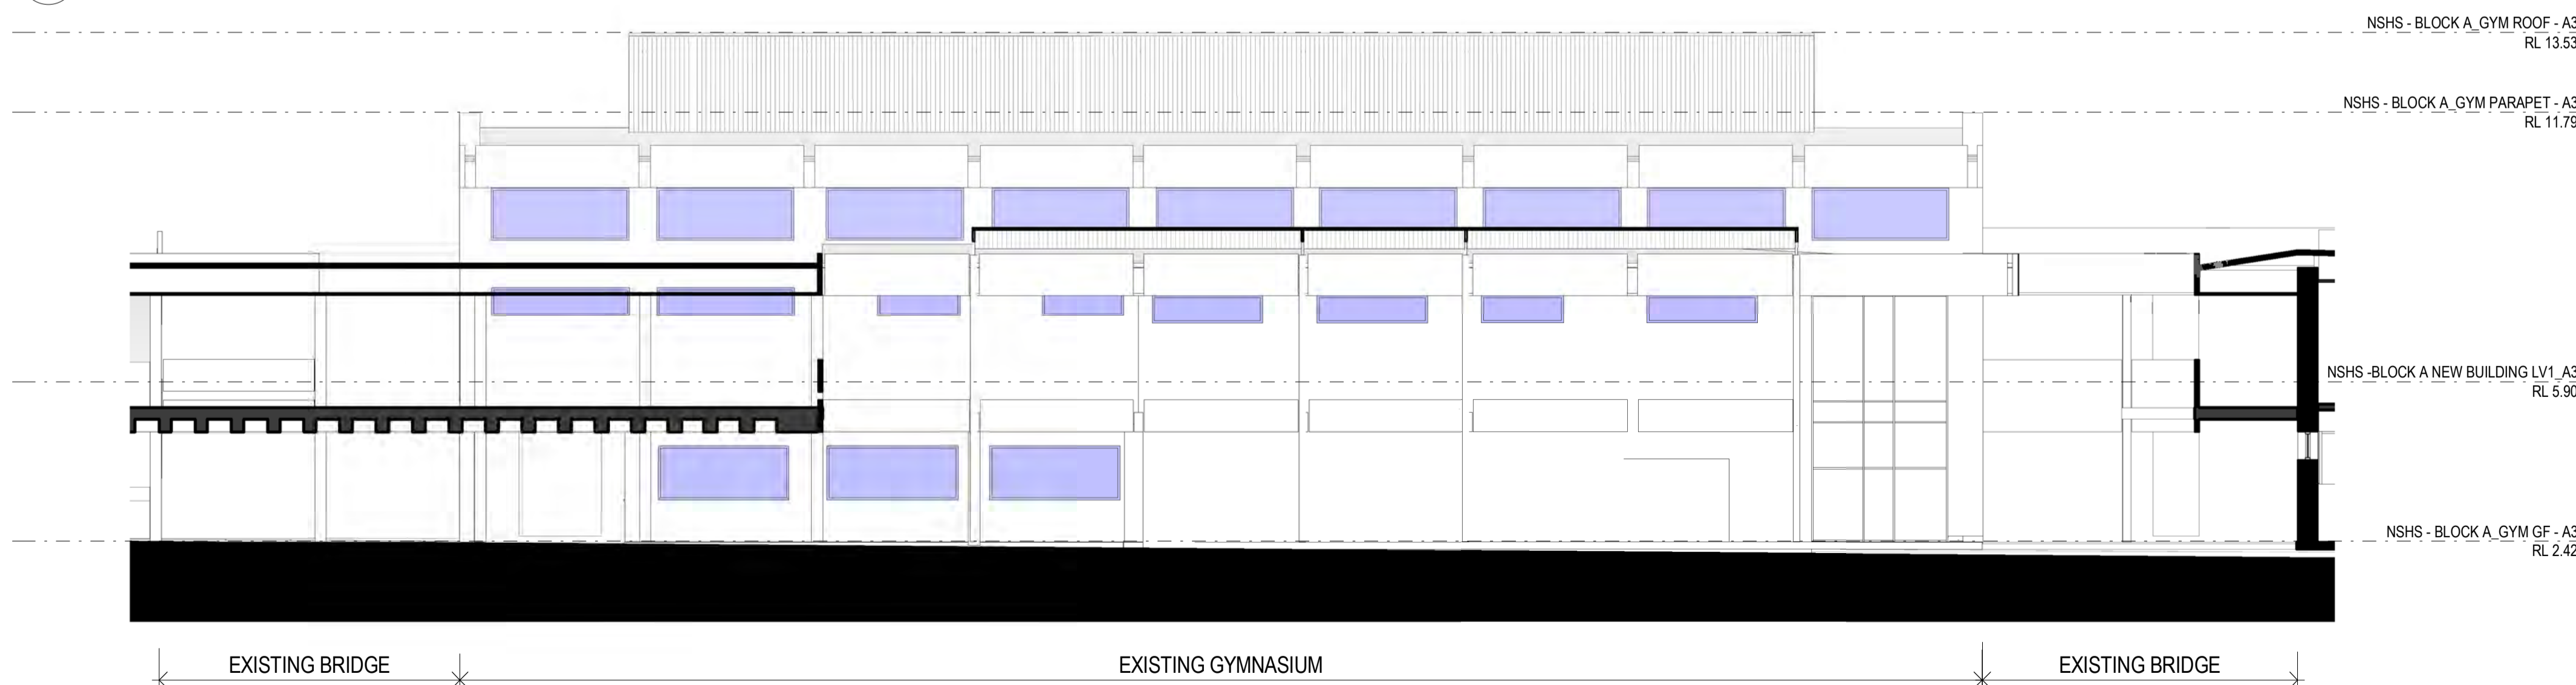 NSHS - BLOCK A_GYM ROOF - A3
RL 13.53
NSHS - BLOCK A_GYM PARAPET - A3
RL 11.79
NSHS -BLOCK A NEW BUILDING LV1_A3
RL 5.90
NSHS - BLOCK A_GYM GF - A3
RL 2.42
EXISTING BRIDGE
EXISTING GYMNASIUM
EXISTING BRIDGE